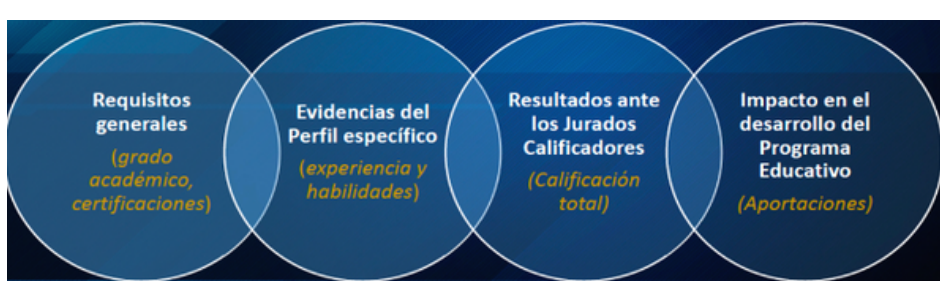 Requisitos
generales
(grado
académico,
certificaciones)
Evidencias del
Perfil específico
(experiencia y
habilidades)
Resultados ante
los Jurados
Calificadores
(Calificación
total)
Impacto en el
desarrollo del
Programa
Educativo
(Aportaciones)